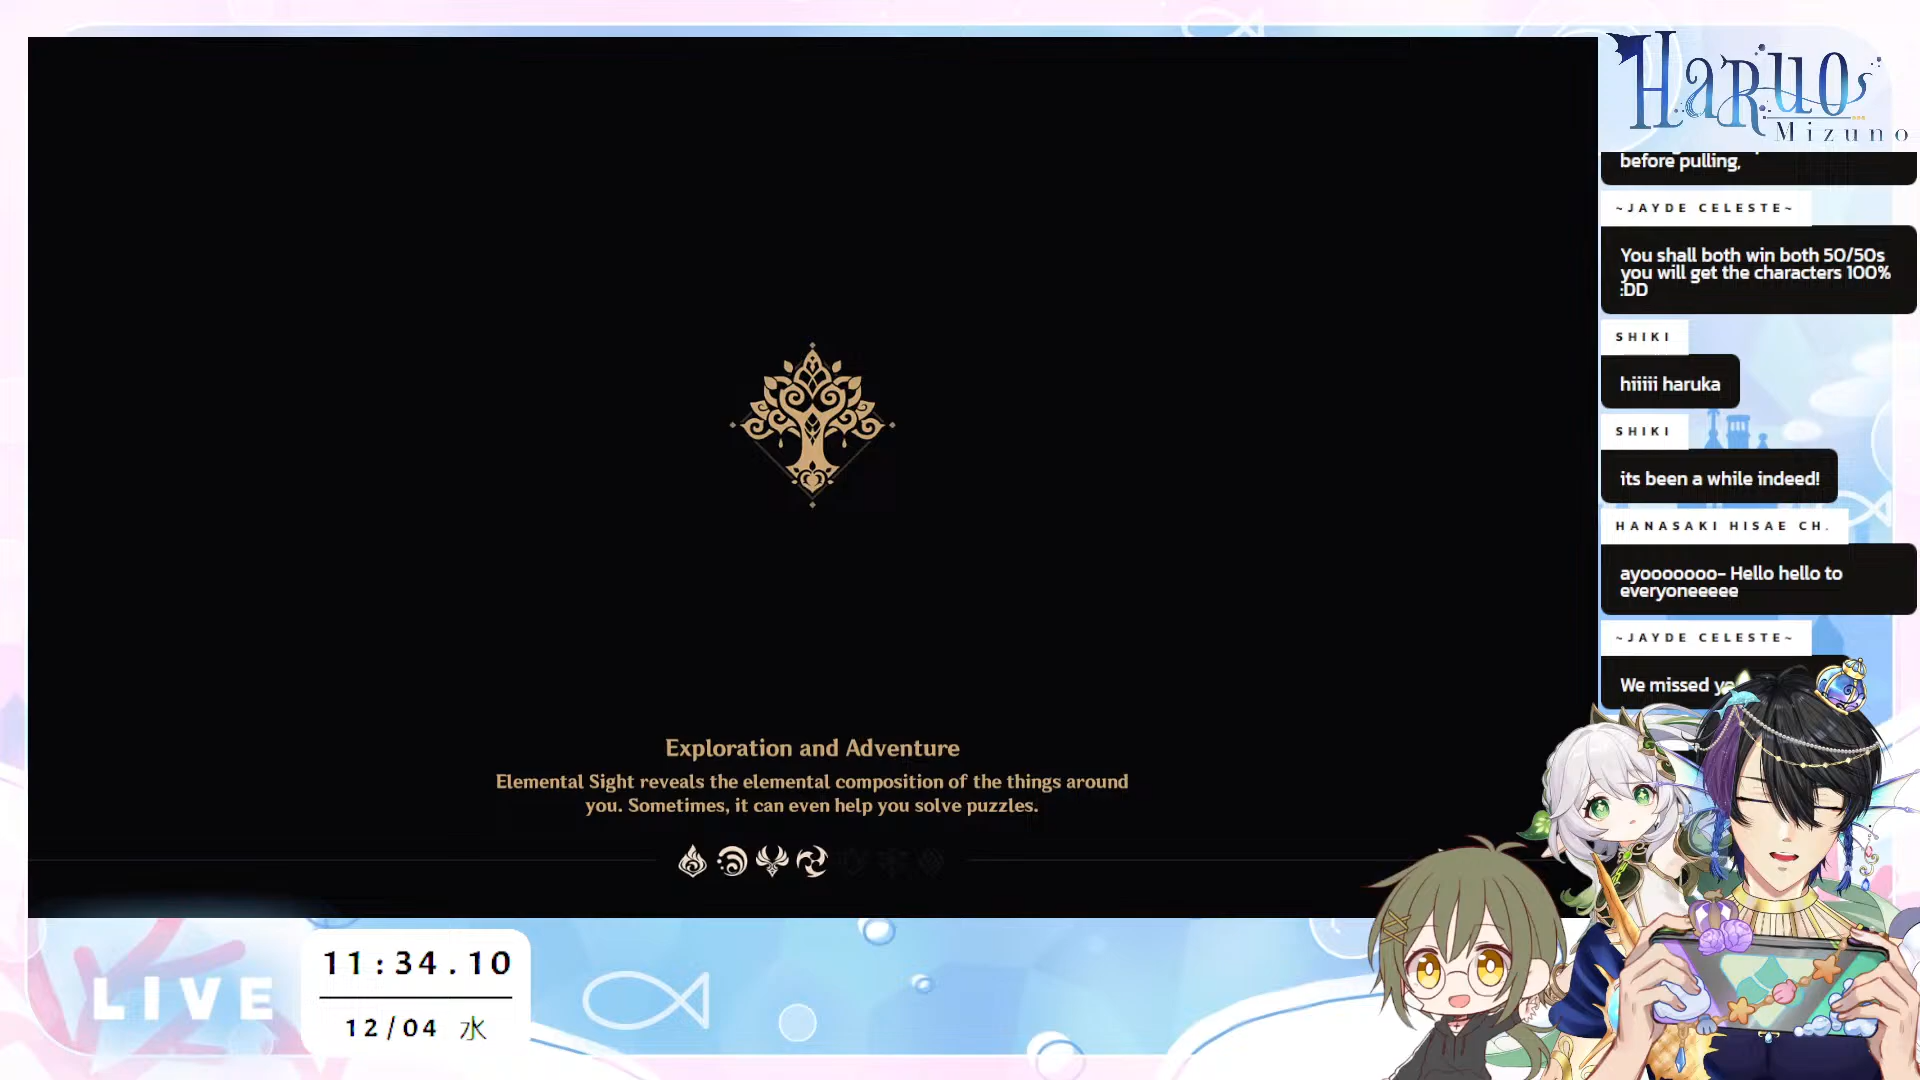 HaRuo
Mizuno
before pulling,
~JAYDE CELESTE~
You shall both win both 50/50s
you will get the characters 100%
:DD
SHIKI
hiiiii haruka
SHIKI
its been a while indeed!
HANASAKI HISAE CH.
ayooooooo- Hello hello to
everyoneeeee
~JAYDE CELESTE~
We missed
Exploration and Adventure
Elemental Sight reveals the elemental composition of the things around
you. Sometimes, it can even help you solve puzzles.
LIVE
11:34.10
12/04 水